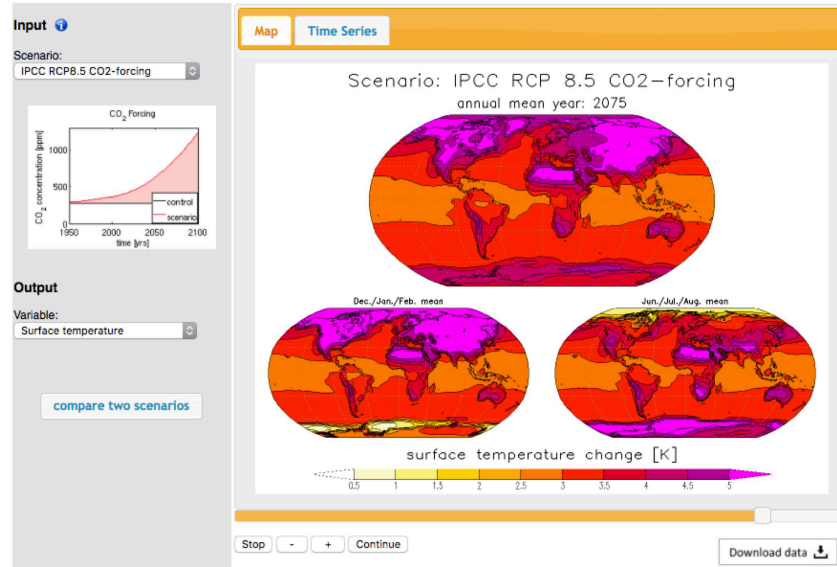 Input i
Scenario:
IPCC RCP8.5 CO2-forcing
CO2 Forcing
CO2 concentration [ppm]
1000
500
0
control
scenario
1950 2000 2050 2100
time [yrs]
Output
Variable:
Surface temperature
compare two scenarios
Map Time Series
Scenario: IPCC RCP 8.5 CO2-forcing
annual mean year: 2075
Dec./Jan./Feb. mean
Jun./Jul./Aug. mean
surface temperature change [K]
0.5 1 1.5 2 2.5 3 3.5 4 4.5 5
Stop - + Continue
Download data